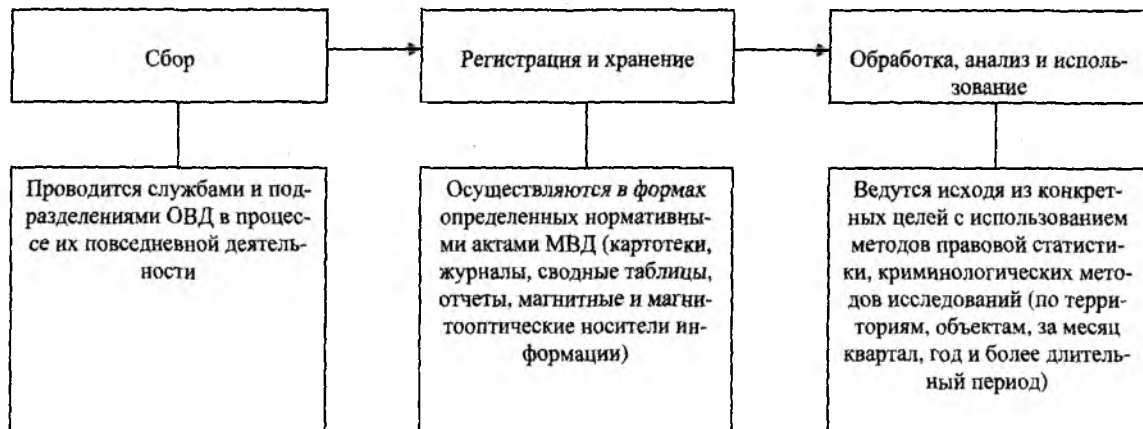 Сбор
Регистрация и хранение
Обработка, анализ и исполь-
зование
Проводится службами и под-
разделениями ОВД в процес-
се их повседневной деятель-
ности
Осуществляются в формах
определенных нормативны-
ми актами МВД (картотеки,
журналы, сводные таблицы,
отчеты, магнитные и магни-
тооптические носители ин-
формации)
Ведутся исходя из конкрет-
ных целей с использованием
методов правовой статисти-
ки, криминологических мето-
дов исследований (по терри-
ториям, объектам, за месяц
квартал, год и более длитель-
ный период)